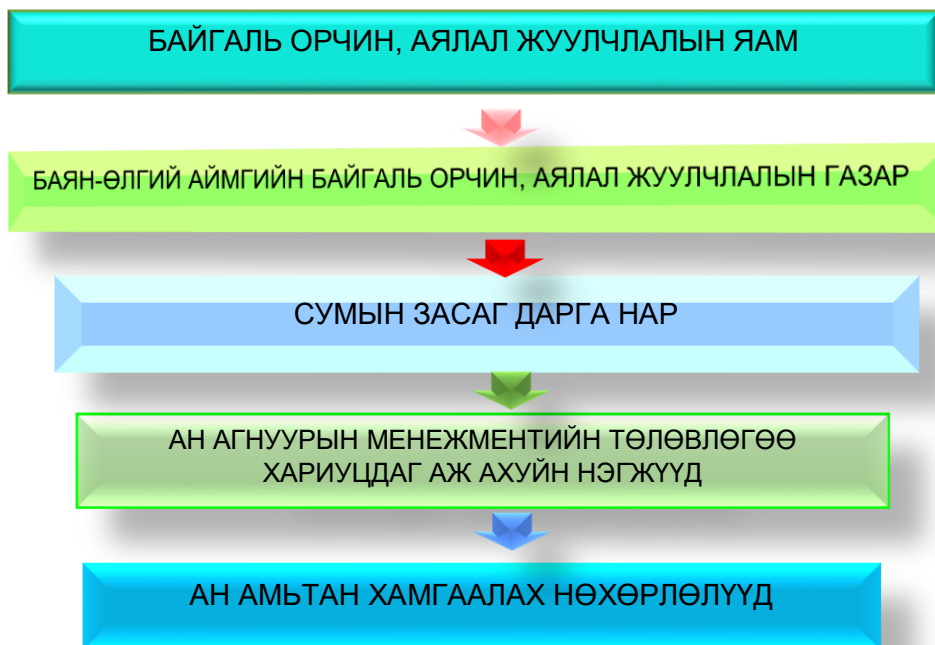 БАЙГАЛЬ ОРЧИН, АЯЛАЛ ЖУУЛЧЛАЛЫН ЯАМ
БАЯН-ӨЛГИЙ АЙМГИЙН БАЙГАЛЬ ОРЧИН, АЯЛАЛ ЖУУЛЧЛАЛЫН ГАЗАР
СУМЫН ЗАСАГ ДАРГА НАР
АН АГНУУРЫН МЕНЕЖМЕНТИЙН ТӨЛӨВЛӨГӨӨ
ХАРИУЦДАГ АЖ АХУЙН НЭГЖҮҮД
АН АМЬТАН ХАМГААЛАХ НӨХӨРЛӨЛҮҮД